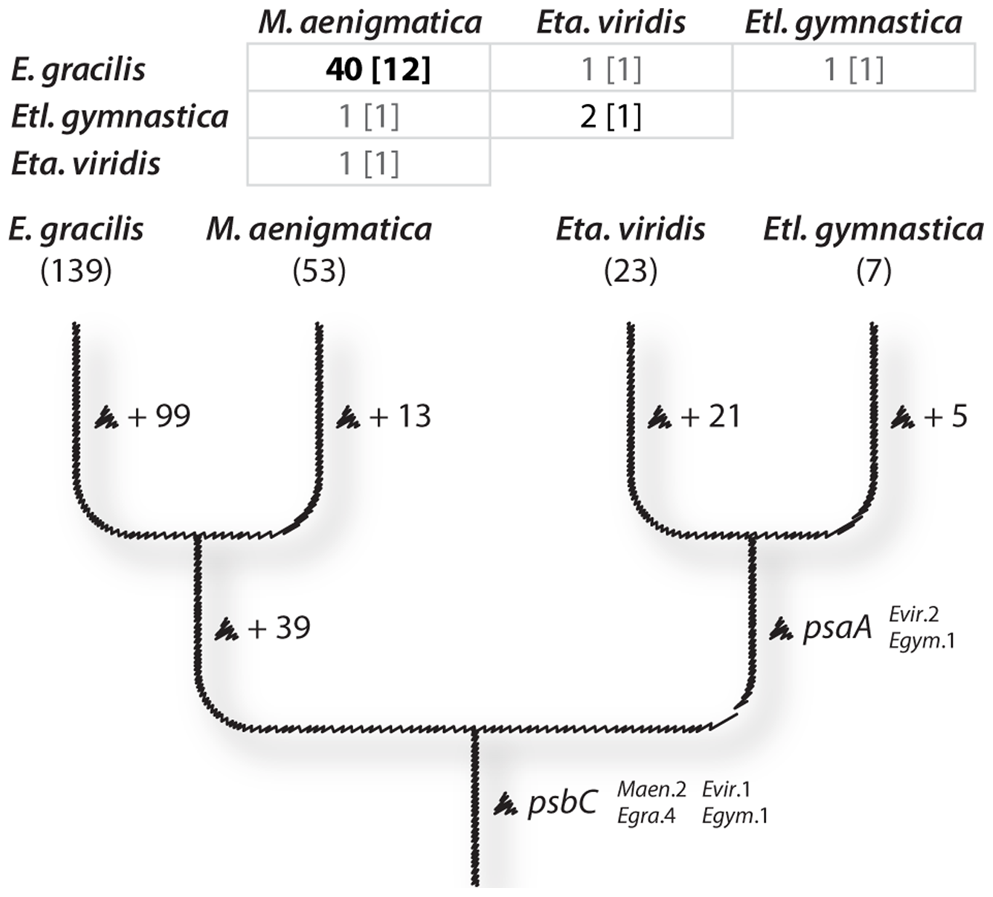 M. aenigmatica Eta. viridis Etl. gymnastica
E. gracilis 40 [12] 1 [1] 1 [1]
Etl. gymnastica 1 [1] 2 [1]
Eta. viridis 1 [1]
E. gracilis M. aenigmatica Eta. viridis Etl. gymnastica
(139) (53) (23) (7)
+ 99 + 13 + 21 + 5
+ 39 psaA Evir.2
Egym.1
psbC Maen.2 Evir.1
Egra.4 Egym.1